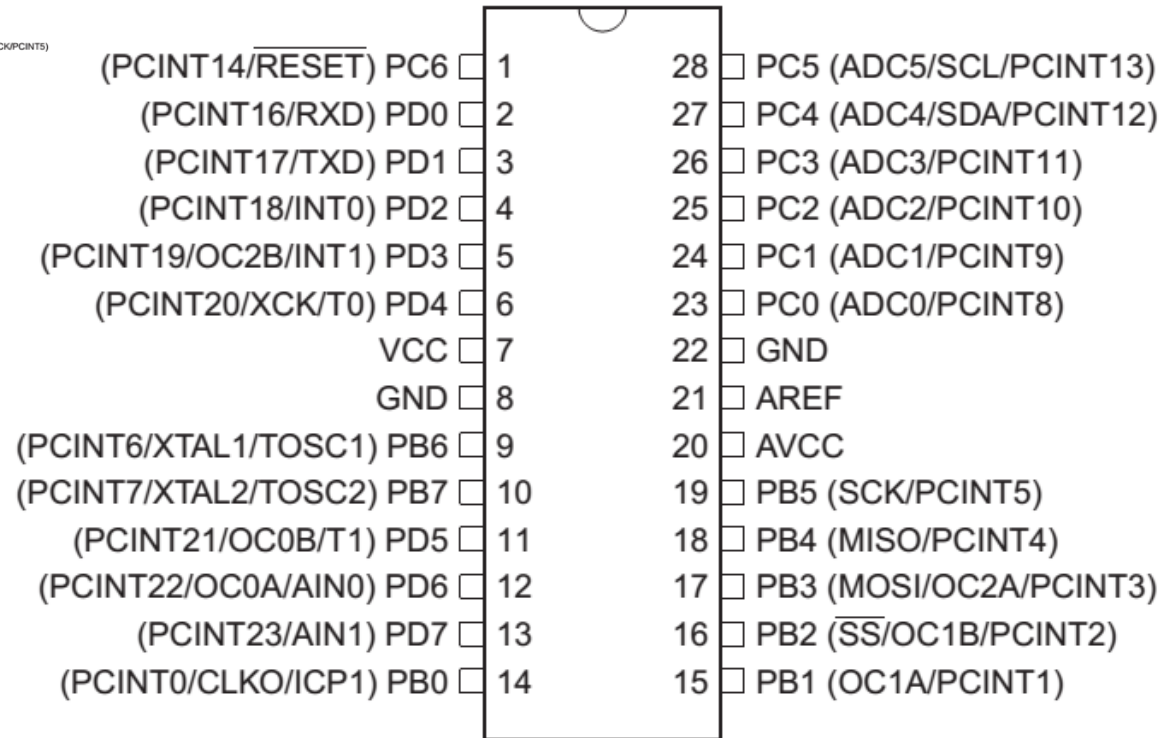 CK/PCINT5)
(PCINT14/RESET) PC6 1 28 PC5 (ADC5/SCL/PCINT13)
(PCINT16/RXD) PD0 2 27 PC4 (ADC4/SDA/PCINT12)
(PCINT17/TXD) PD1 3 26 PC3 (ADC3/PCINT11)
(PCINT18/INT0) PD2 4 25 PC2 (ADC2/PCINT10)
(PCINT19/OC2B/INT1) PD3 5 24 PC1 (ADC1/PCINT9)
(PCINT20/XCK/T0) PD4 6 23 PC0 (ADC0/PCINT8)
VCC 7 22 GND
GND 8 21 AREF
(PCINT6/XTAL1/TOSC1) PB6 9 20 AVCC
(PCINT7/XTAL2/TOSC2) PB7 10 19 PB5 (SCK/PCINT5)
(PCINT21/OC0B/T1) PD5 11 18 PB4 (MISO/PCINT4)
(PCINT22/OC0A/AIN0) PD6 12 17 PB3 (MOSI/OC2A/PCINT3)
(PCINT23/AIN1) PD7 13 16 PB2 (SS/OC1B/PCINT2)
(PCINT0/CLKO/ICP1) PB0 14 15 PB1 (OC1A/PCINT1)